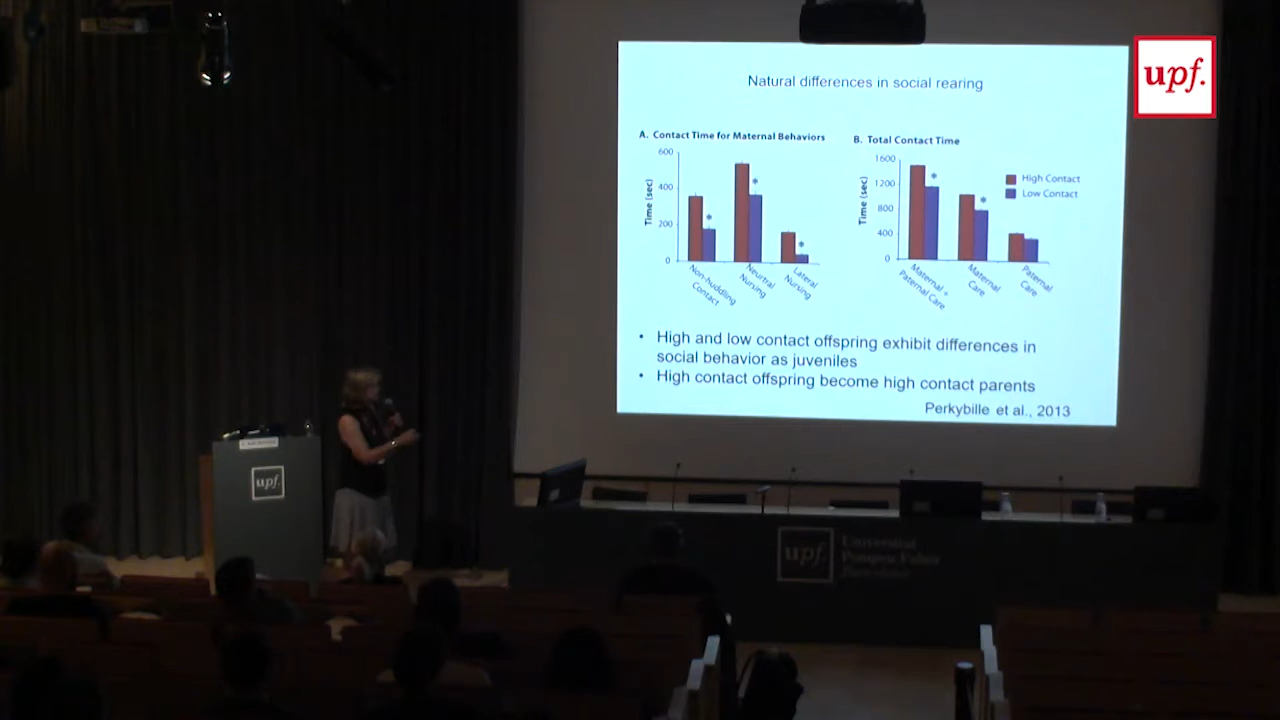 Natural differences in social rearing
upf.
A. Contact Time for Maternal Behaviors
600
400
200
0
Time (sec)
Non-huddling
Contact
Neurtral
Nursing
Lateral
Nursing
B. Total Contact Time
1600
1200
800
400
0
Time (sec)
Maternal +
Paternal Care
Maternal
Care
Paternal
Care
High Contact
Low Contact
• High and low contact offspring exhibit differences in
social behavior as juveniles
• High contact offspring become high contact parents
Perkybille et al., 2013
upf.
upf.
Universitat
Pompeu Fabra
Barcelona